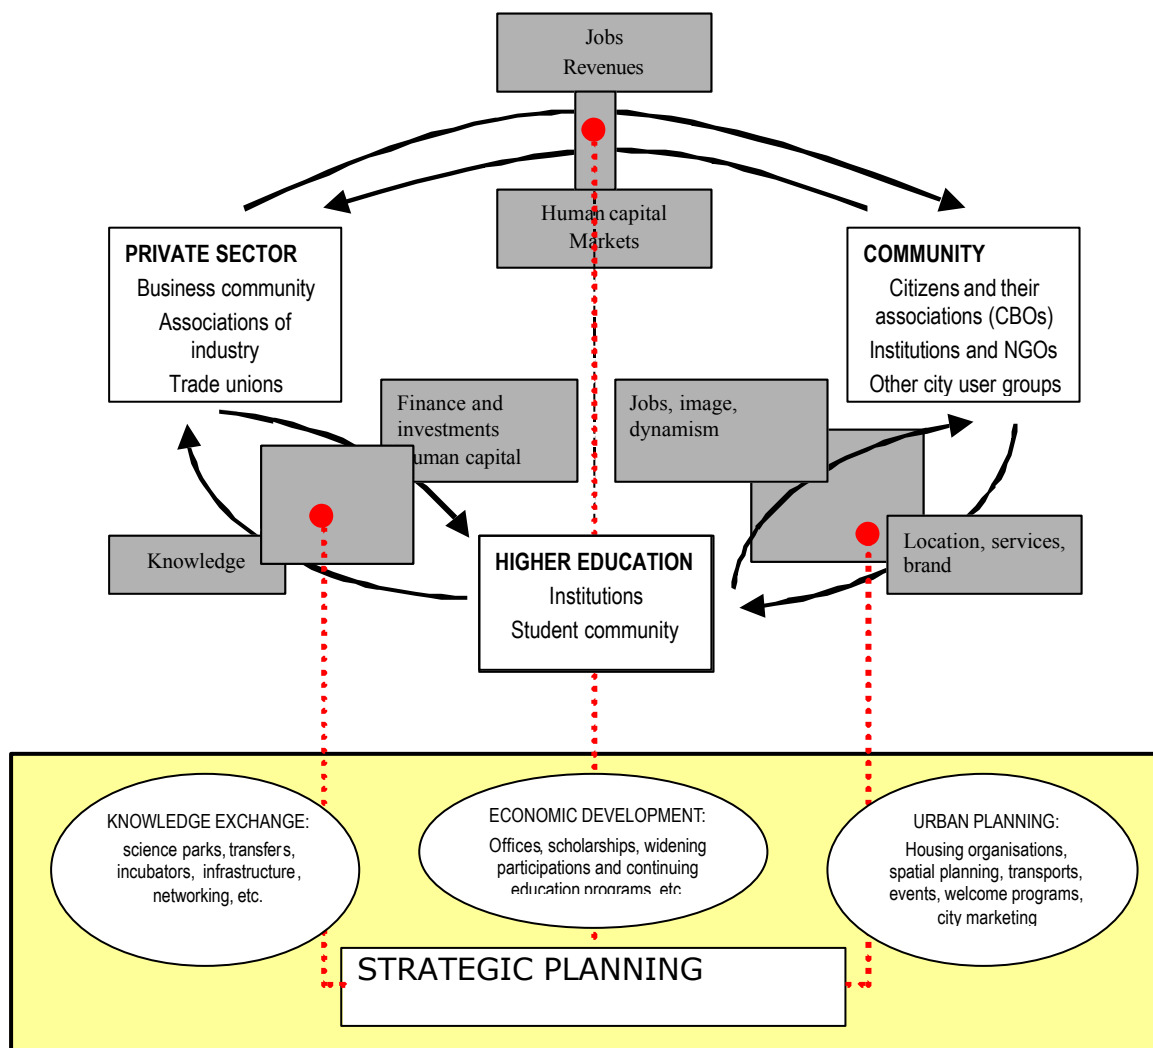 Jobs
Revenues
Human capital
Markets
PRIVATE SECTOR
Business community
Associations of
industry
Trade unions
COMMUNITY
Citizens and their
associations (CBOs)
Institutions and NGOs
Other city user groups
Finance and
investments
human capital
Jobs, image,
dynamism
Knowledge
Location, services,
brand
HIGHER EDUCATION
Institutions
Student community
KNOWLEDGE EXCHANGE:
science parks, transfers,
incubators, infrastructure,
networking, etc.
ECONOMIC DEVELOPMENT:
Offices, scholarships, widening
participations and continuing
education programs, etc
URBAN PLANNING:
Housing organisations,
spatial planning, transports,
events, welcome programs,
city marketing
STRATEGIC PLANNING